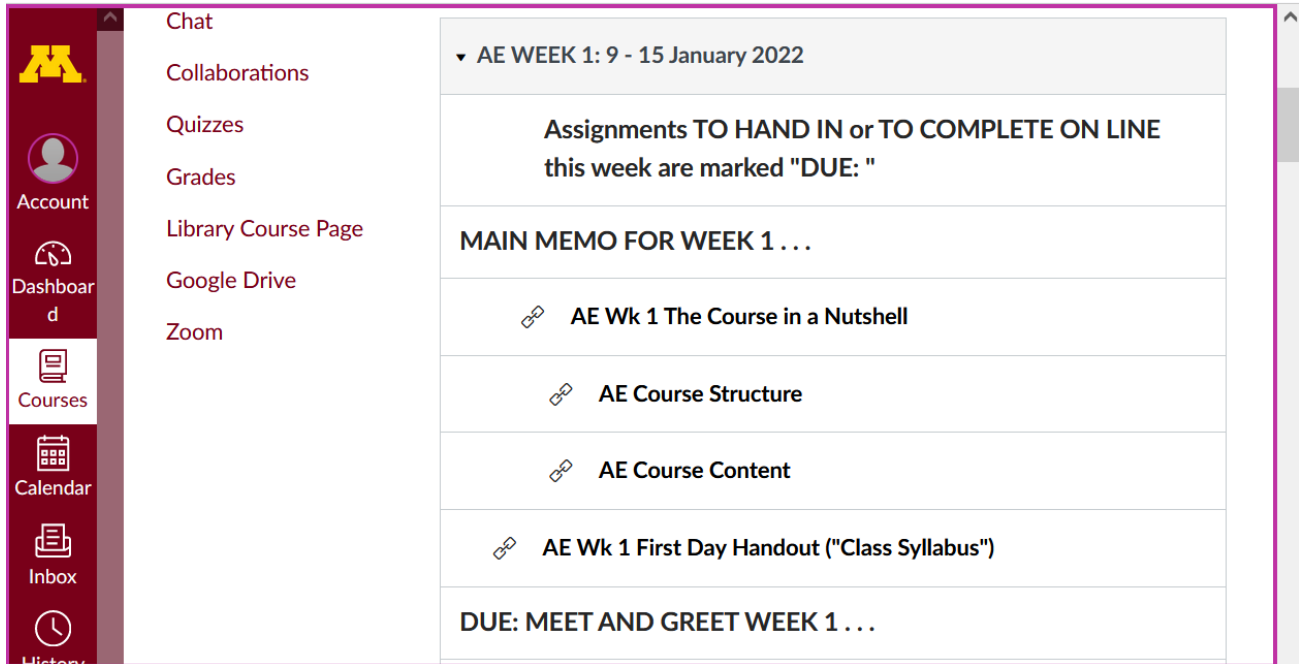 Account
Dashboar
d
Courses
Calendar
Inbox
History
Chat
Collaborations
Quizzes
Grades
Library Course Page
Google Drive
Zoom
AE WEEK 1: 9 - 15 January 2022
Assignments TO HAND IN or TO COMPLETE ON LINE
this week are marked "DUE: "
MAIN MEMO FOR WEEK 1 . . .
AE Wk 1 The Course in a Nutshell
AE Course Structure
AE Course Content
AE Wk 1 First Day Handout ("Class Syllabus")
DUE: MEET AND GREET WEEK 1 . . .